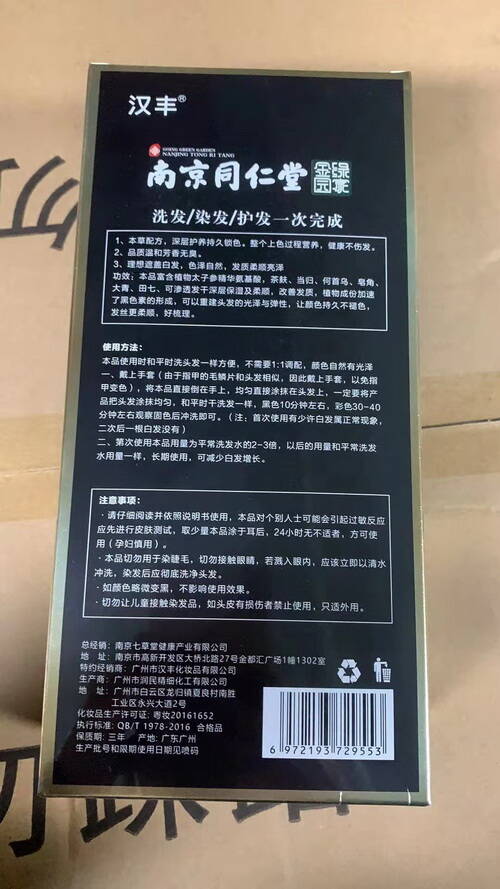 汉丰®
GOING GREEN GARDEN
NANJING TONG RI TANG
南京同仁堂
绿金家园
洗发/染发/护发一次完成
1、本草配方，深层护养持久锁色。整个上色过程营养，健康不伤发。
2、品质温和芳香无臭。
3、理想遮盖白发，色泽自然，发质柔顺亮泽
功效：本品富含植物太子参精华氨基酸，茶麸、当归、何首乌、皂角、
大青、田七、可渗透发干深层保湿及柔顺，改善发质，植物成份加速
了黑色素的形成，可以重建头发的光泽与弹性，让颜色持久不褪色，
发丝更柔顺，好梳理。
使用方法：
本品使用时和平时洗头发一样方便，不需要1:1调配，颜色自然有光泽
一、戴上手套（由于指甲的毛鳞片和头发相似，因此戴上手套，以免指
甲变色），将本品直接倒在手上，均匀直接涂抹在头发上，一定要将产
品把头发涂抹均匀，和平时干洗发一样，黑色10分钟左右，彩色30-40
分钟左右观察固色后冲洗即可。（注：首次使用有少许白发属正常现象，
二次后一根白发没有）
二、第次使用本品用量为平常洗发水的2-3倍，以后的用量和平常洗发
水用量一样，长期使用，可减少白发增长。
注意事项：
·请仔细阅读并依照说明书使用，本品对个别人士可能会引起过敏反应
应先进行皮肤测试，取少量本品涂于耳后，24小时无不适者，方可使
用（孕妇慎用）。
·本品切勿用于染睫毛，切勿接触眼睛，若溅入眼内，应该立即以清水
冲洗，染发后应彻底洗净头发。
·如颜色略微变黑，不影响使用效果。
·切勿让儿童接触染发品，如头皮有损伤者禁止使用，只适外用。
总经销：南京七草堂健康产业有限公司
地 址：南京市高新开发区大桥北路27号金都汇广场1幢1302室
特约经销：广州市汉丰化妆品有限公司
生产商：广州市润民精细化工有限公司
地 址：广州市白云区龙归镇夏良村南胜
工业区永兴大道2号
化妆品生产许可证：粤妆20161652
执行标准：QB/T 1978-2016 合格品
保质期：三年 产地：广东广州
生产批号和限期使用日期见喷码
6 972193 729553